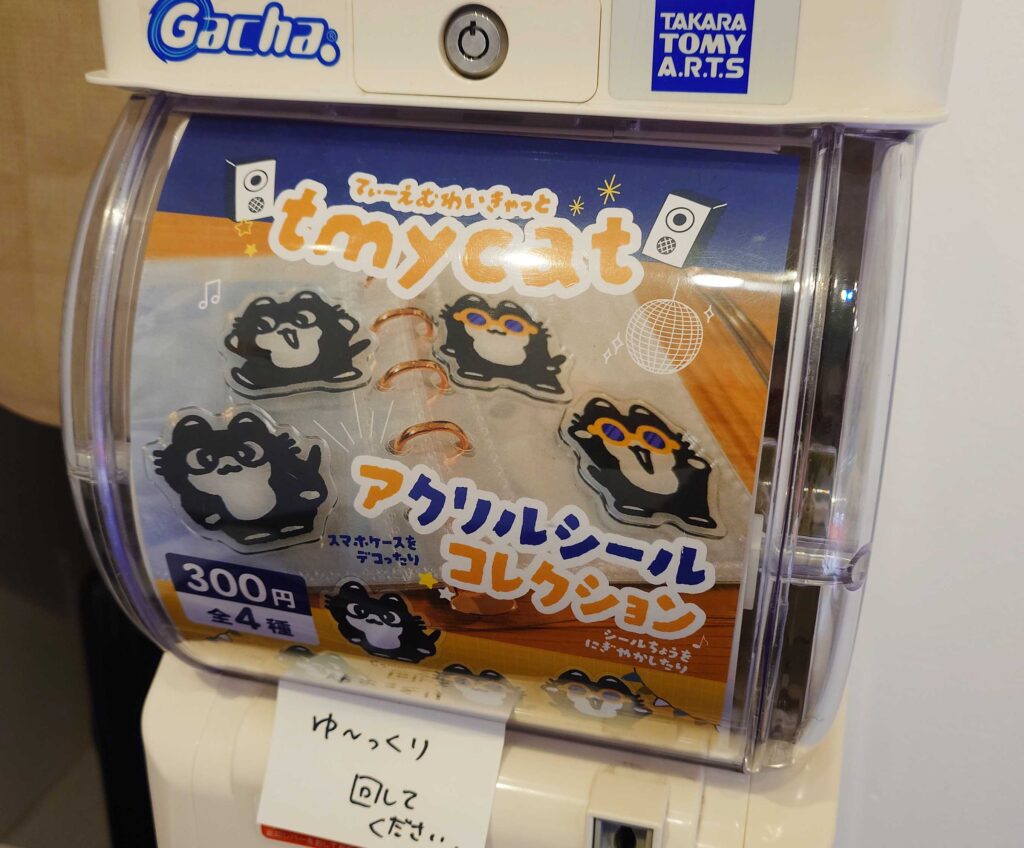 Gacha®
TAKARA
TOMY
A.R.T.S
てぃーえむわいきゃっと
tmycat
アクリルシール
コレクション
スマホケースを
デコったり
300円
全4種
シールちょうを
にぎやかしたり
ゆ〜っくり
回して
ください